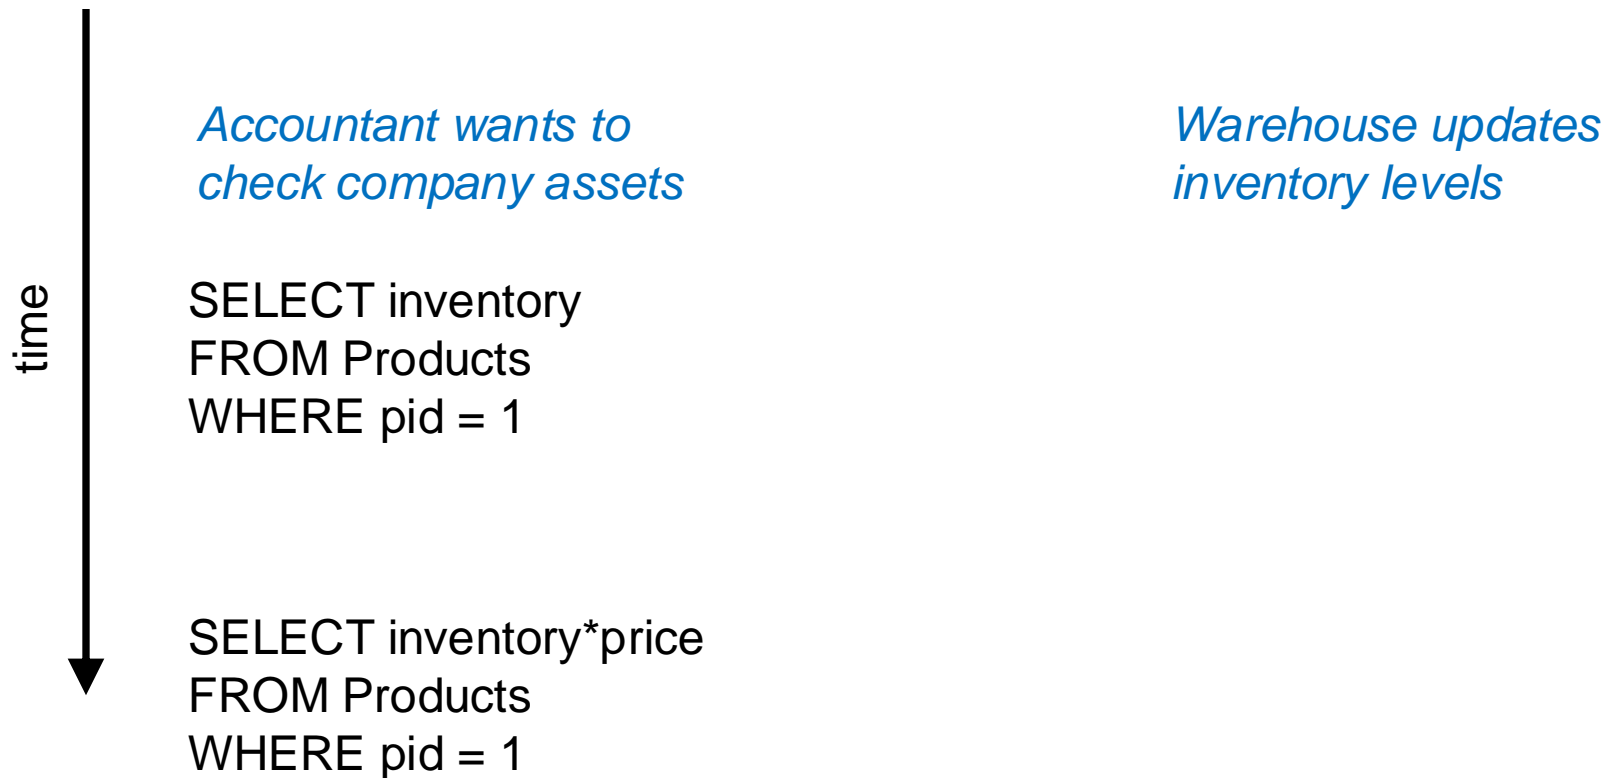 time
Accountant wants to
check company assets
SELECT inventory
FROM Products
WHERE pid = 1
SELECT inventory*price
FROM Products
WHERE pid = 1
Warehouse updates
inventory levels